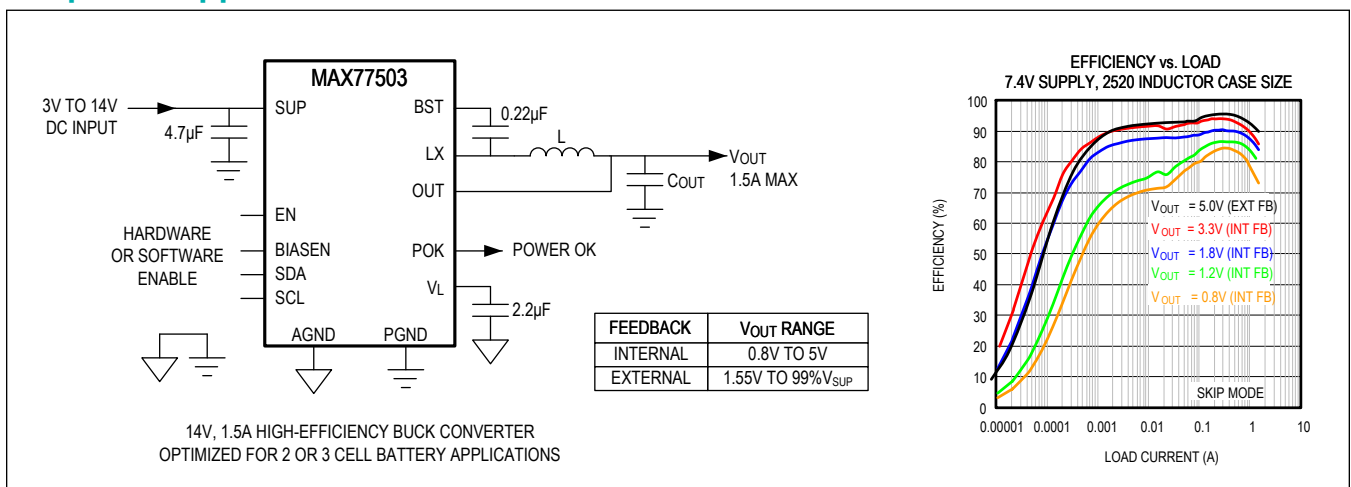 MAX77503
3V TO 14V
DC INPUT
4.7µF
SUP
BST
0.22µF
LX
L
OUT
COUT
VOUT
1.5A MAX
HARDWARE
OR SOFTWARE
ENABLE
EN
BIASEN
SDA
SCL
POK
POWER OK
VL
2.2µF
AGND
PGND
FEEDBACK VOUT RANGE
INTERNAL 0.8V TO 5V
EXTERNAL 1.55V TO 99%VSUP
14V, 1.5A HIGH-EFFICIENCY BUCK CONVERTER
OPTIMIZED FOR 2 OR 3 CELL BATTERY APPLICATIONS
EFFICIENCY vs. LOAD
7.4V SUPPLY, 2520 INDUCTOR CASE SIZE
EFFICIENCY (%)
100
90
80
70
60
50
40
30
20
10
0
VOUT = 5.0V (EXT FB)
VOUT = 3.3V (INT FB)
VOUT = 1.8V (INT FB)
VOUT = 1.2V (INT FB)
VOUT = 0.8V (INT FB)
SKIP MODE
0.00001 0.0001 0.001 0.01 0.1 1 10
LOAD CURRENT (A)